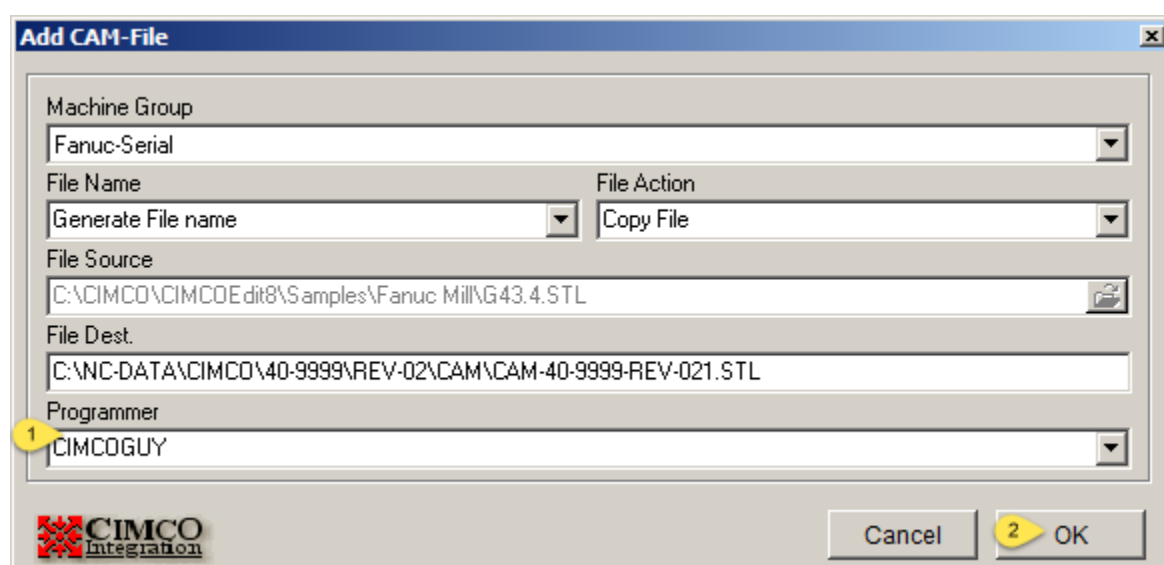 Add CAM-File
Machine Group
Fanuc-Serial
File Name File Action
Generate File name Copy File
File Source
C:\CIMCO\CIMCOEdit8\Samples\Fanuc Mill\G43.4.STL
File Dest.
C:\NC-DATA\CIMCO\40-9999\REV-02\CAM\CAM-40-9999-REV-021.STL
Programmer
1 CIMCOGUY
CIMCO Integration Cancel 2 OK